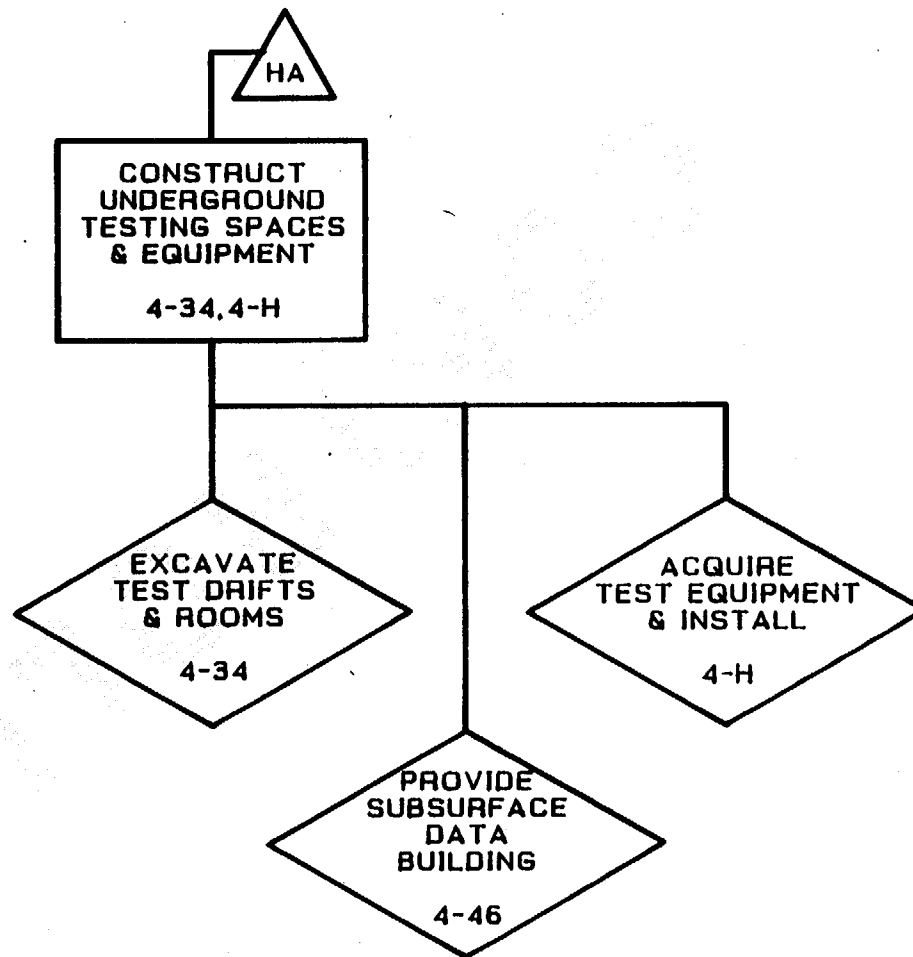 HA
CONSTRUCT
UNDERGROUND
TESTING SPACES
& EQUIPMENT
4-34,4-H
EXCAVATE
TEST DRIFTS
& ROOMS
4-34
ACQUIRE
TEST EQUIPMENT
& INSTALL
4-H
PROVIDE
SUBSURFACE
DATA
BUILDING
4-46